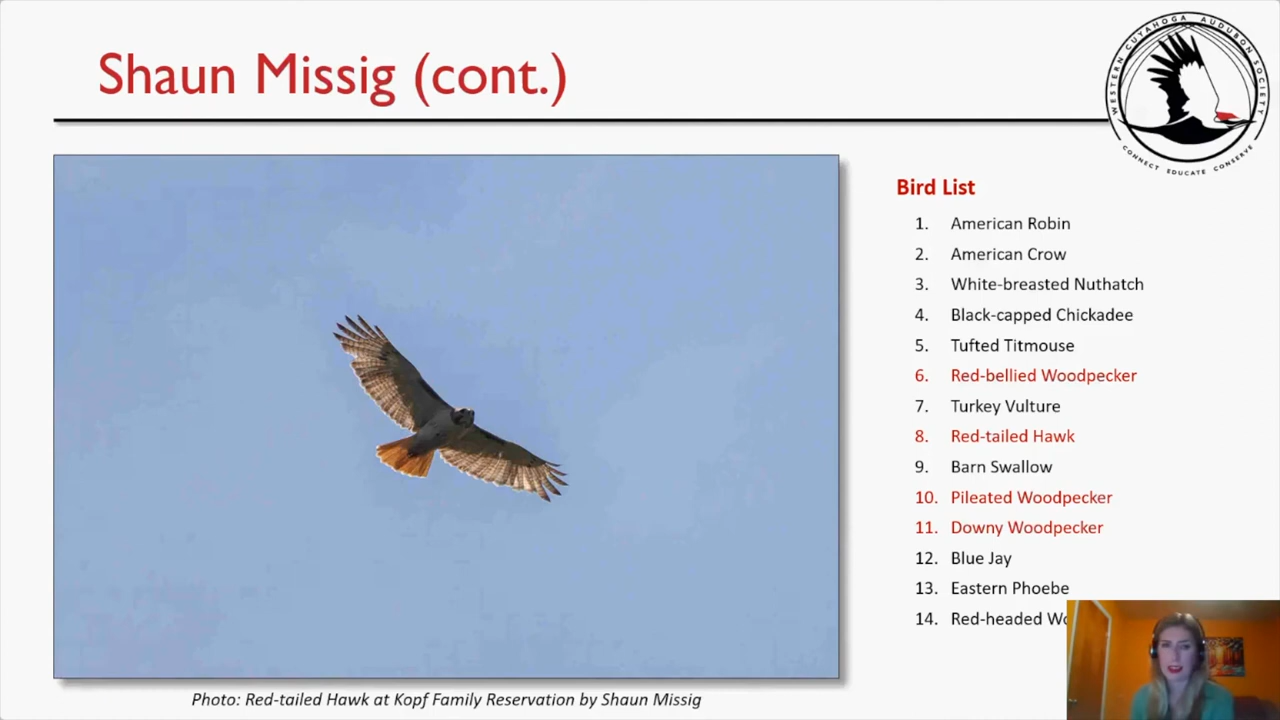 Shaun Missig (cont.)
WESTERN CUYAHOGA AUDUBON SOCIETY
CONNECT EDUCATE CONSERVE
Bird List
1. American Robin
2. American Crow
3. White-breasted Nuthatch
4. Black-capped Chickadee
5. Tufted Titmouse
6. Red-bellied Woodpecker
7. Turkey Vulture
8. Red-tailed Hawk
9. Barn Swallow
10. Pileated Woodpecker
11. Downy Woodpecker
12. Blue Jay
13. Eastern Phoebe
14. Red-headed
Photo: Red-tailed Hawk at Kopf Family Reservation by Shaun Missig